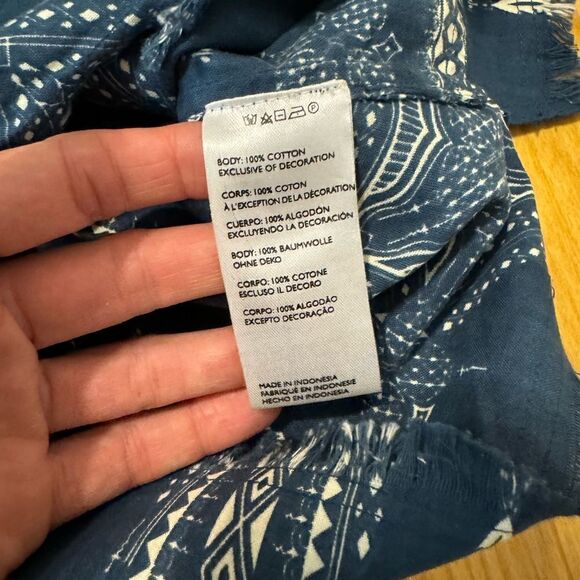 P
BODY: 100% COTTON
EXCLUSIVE OF DECORATION
CORPS: 100% COTON
À L'EXCEPTION DE LA DÉCORATION
CUERPO: 100% ALGODÓN
EXCLUYENDO LA DECORACIÓN
BODY: 100% BAUMWOLLE
OHNE DEKO
CORPO: 100% COTONE
ESCLUSO IL DECORO
CORPO: 100% ALGODÃO
EXCEPTO DECORAÇÃO
MADE IN INDONESIA
FABRIQUÉ EN INDONESIE
HECHO EN INDONESIA